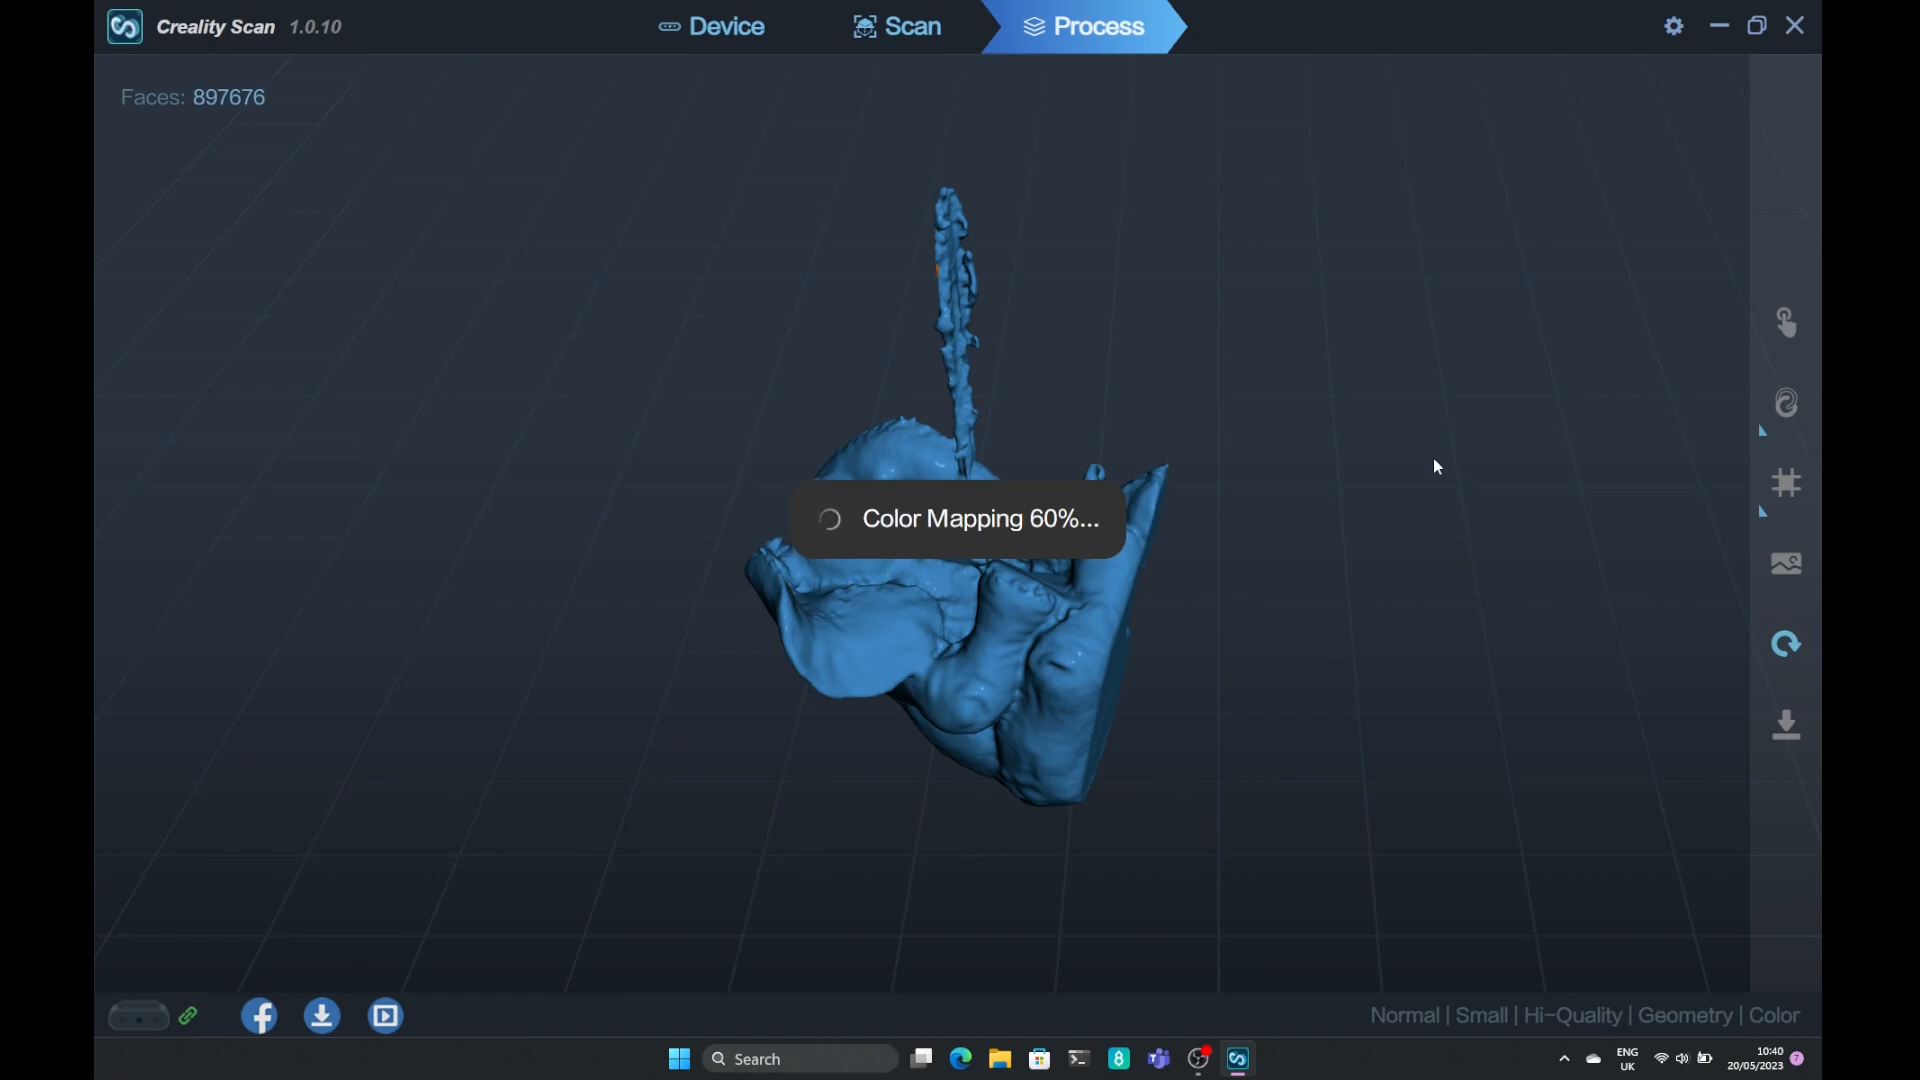 Creality Scan 1.0.10
Device
Scan
Process
Faces: 897676
Color Mapping 60%...
Normal | Small | Hi-Quality | Geometry | Color
Search
ENG
UK
10:40
20/05/2023
7